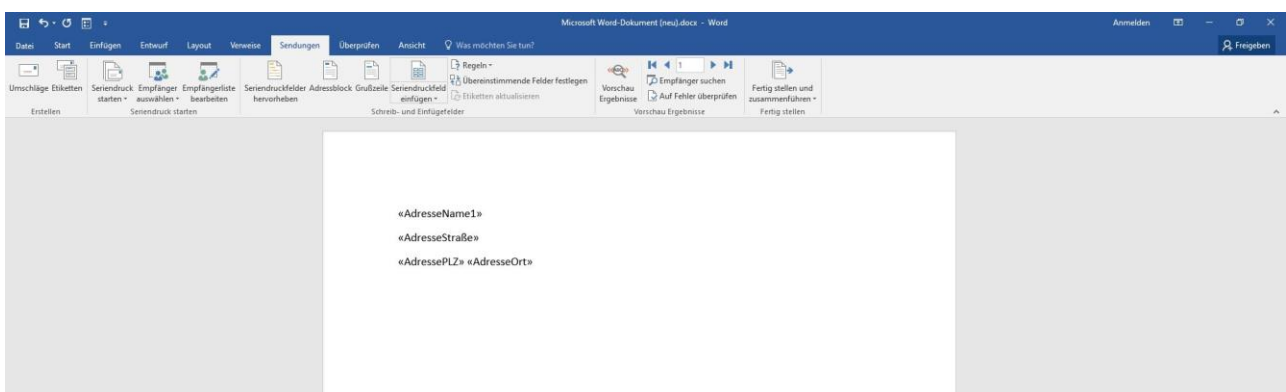 Microsoft Word-Dokument (neu).docx - Word
Anmelden
Datei Start Einfügen Entwurf Layout Verweise Sendungen Überprüfen Ansicht Was möchten Sie tun?
Freigeben
Umschläge Etiketten
Erstellen
Seriendruck starten Empfänger auswählen Empfängerliste bearbeiten
Seriendruck starten
Seriendruckfelder hervorheben Adressblock Grußzeile Seriendruckfeld einfügen
Regeln
Übereinstimmende Felder festlegen
Etiketten aktualisieren
Schreib- und Einfügefelder
Vorschau Ergebnisse
ABC
1
Empfänger suchen
Auf Fehler überprüfen
Vorschau Ergebnisse
Fertig stellen und zusammenführen
Fertig stellen
«AdresseName1»
«AdresseStraße»
«AdressePLZ» «AdresseOrt»